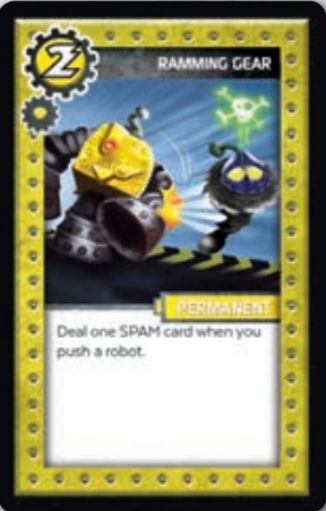 2
RAMMING GEAR
PERMANENT
Deal one SPAM card when you
push a robot.